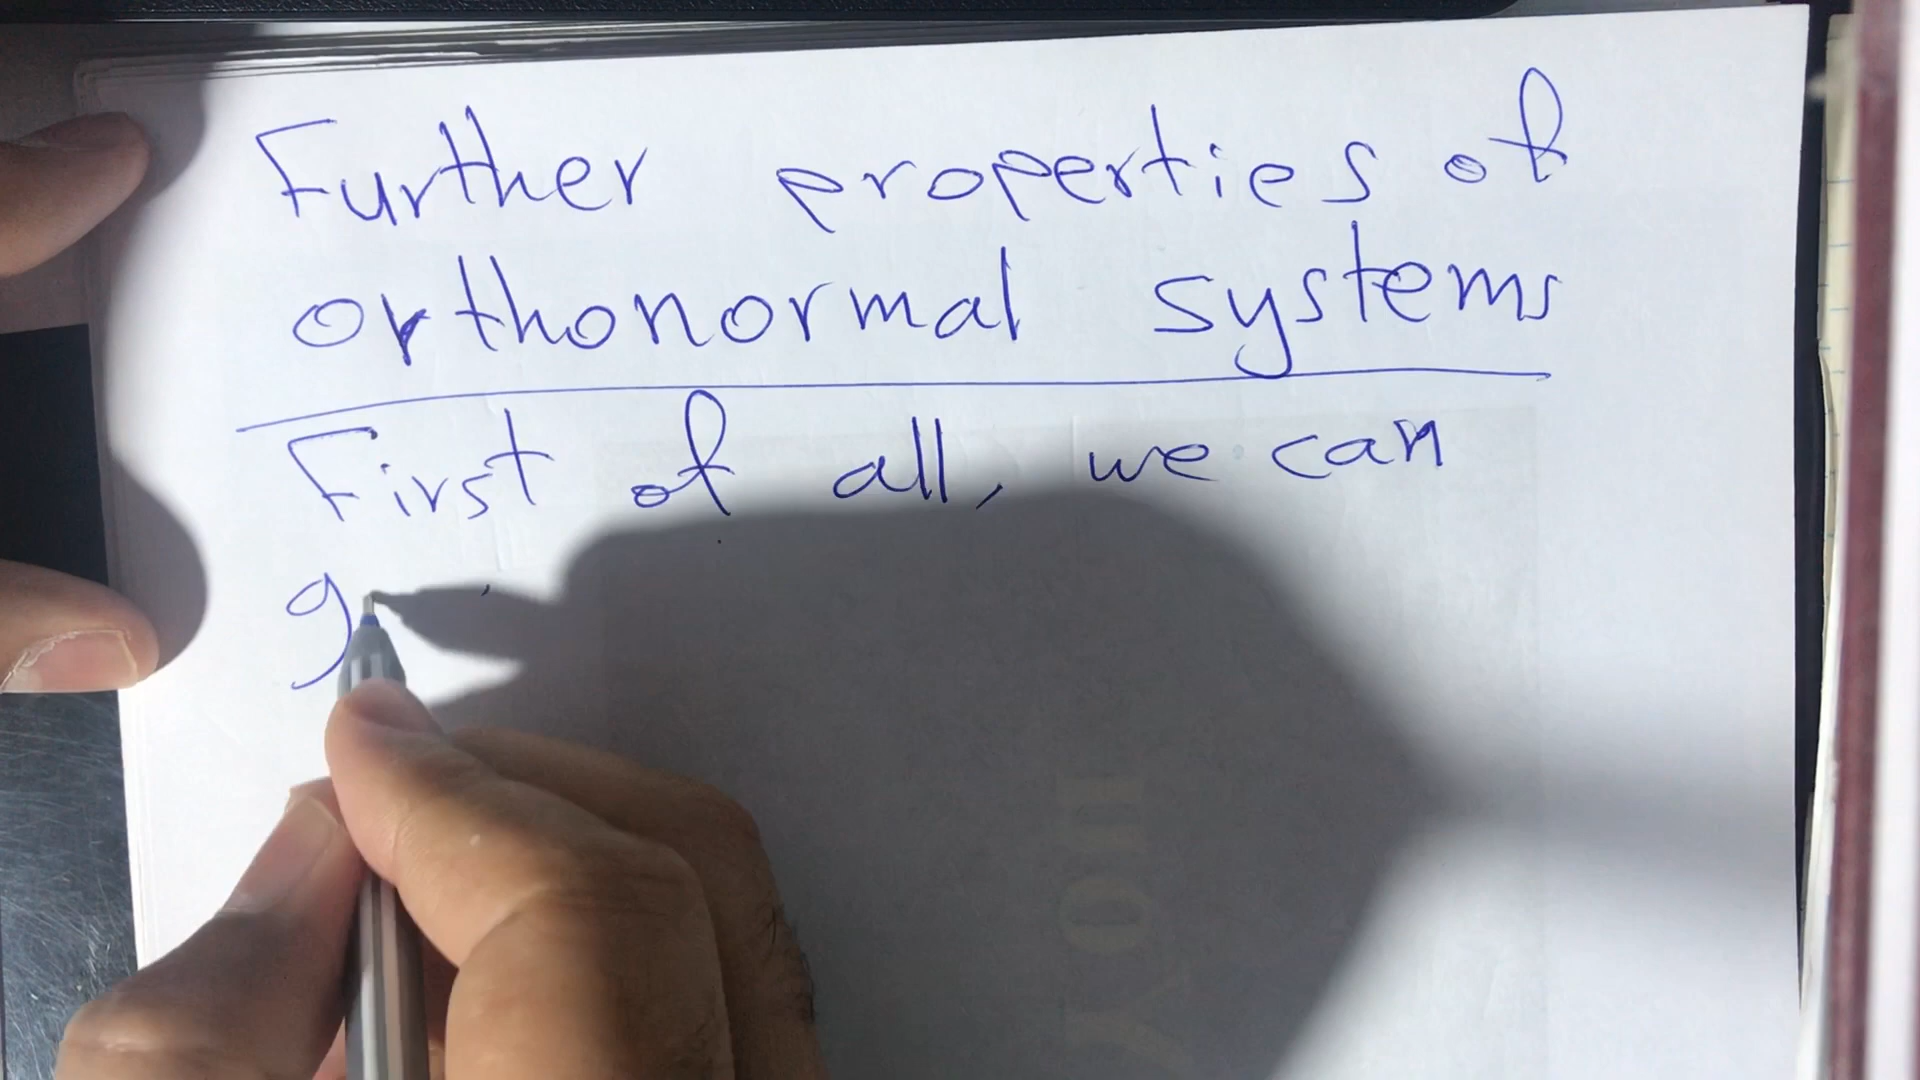 Further properties of
orthonormal systems
First of all, we can
g